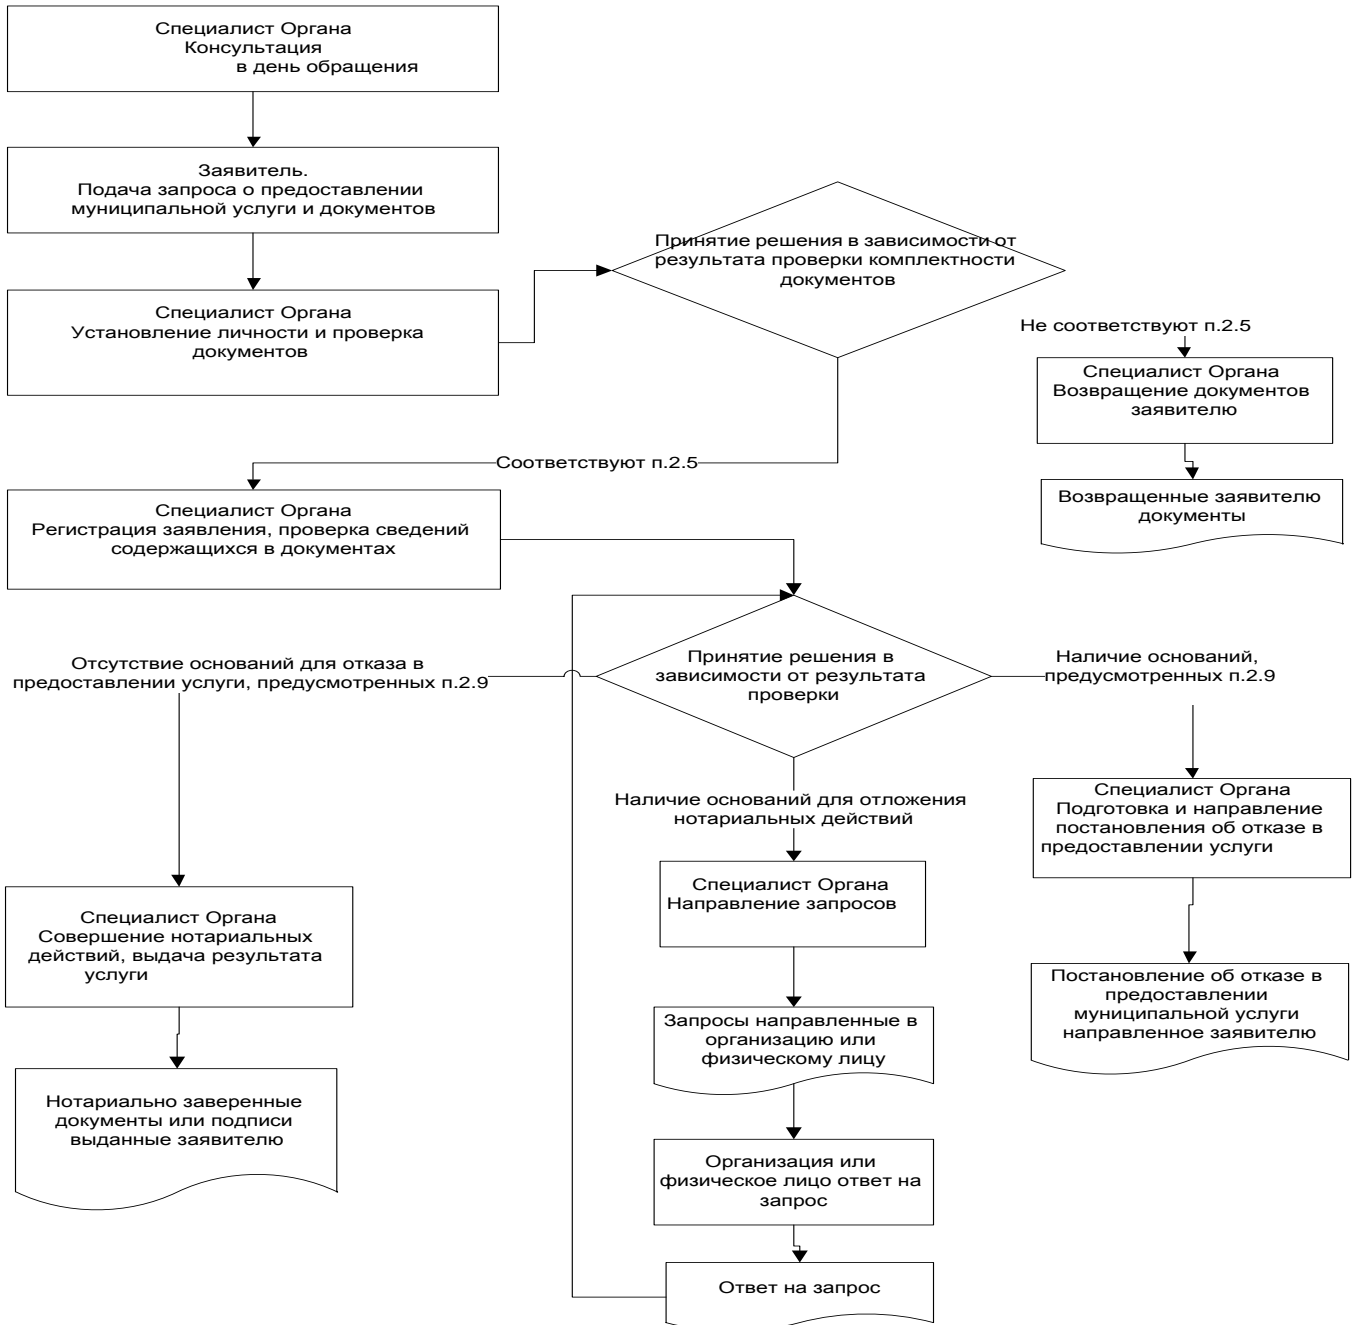 Специалист Органа
Консультация
в день обращения
Заявитель.
Подача запроса о предоставлении
муниципальной услуги и документов
Специалист Органа
Установление личности и проверка
документов
Принятие решения в зависимости от
результата проверки комплектности
документов
Не соответствуют п.2.5
Специалист Органа
Возвращение документов
заявителю
Возвращенные заявителю
документы
Соответствуют п.2.5
Специалист Органа
Регистрация заявления, проверка сведений
содержащихся в документах
Принятие решения в
зависимости от результата
проверки
Отсутствие оснований для отказа в
предоставлении услуги, предусмотренных п.2.9
Наличие оснований,
предусмотренных п.2.9
Наличие оснований для отложения
нотариальных действий
Специалист Органа
Подготовка и направление
постановления об отказе в
предоставлении услуги
Специалист Органа
Направление запросов
Специалист Органа
Совершение нотариальных
действий, выдача результата
услуги
Постановление об отказе в
предоставлении
муниципальной услуги
направленное заявителю
Запросы направленные в
организацию или
физическому лицу
Нотариально заверенные
документы или подписи
выданные заявителю
Организация или
физическое лицо ответ на
запрос
Ответ на запрос